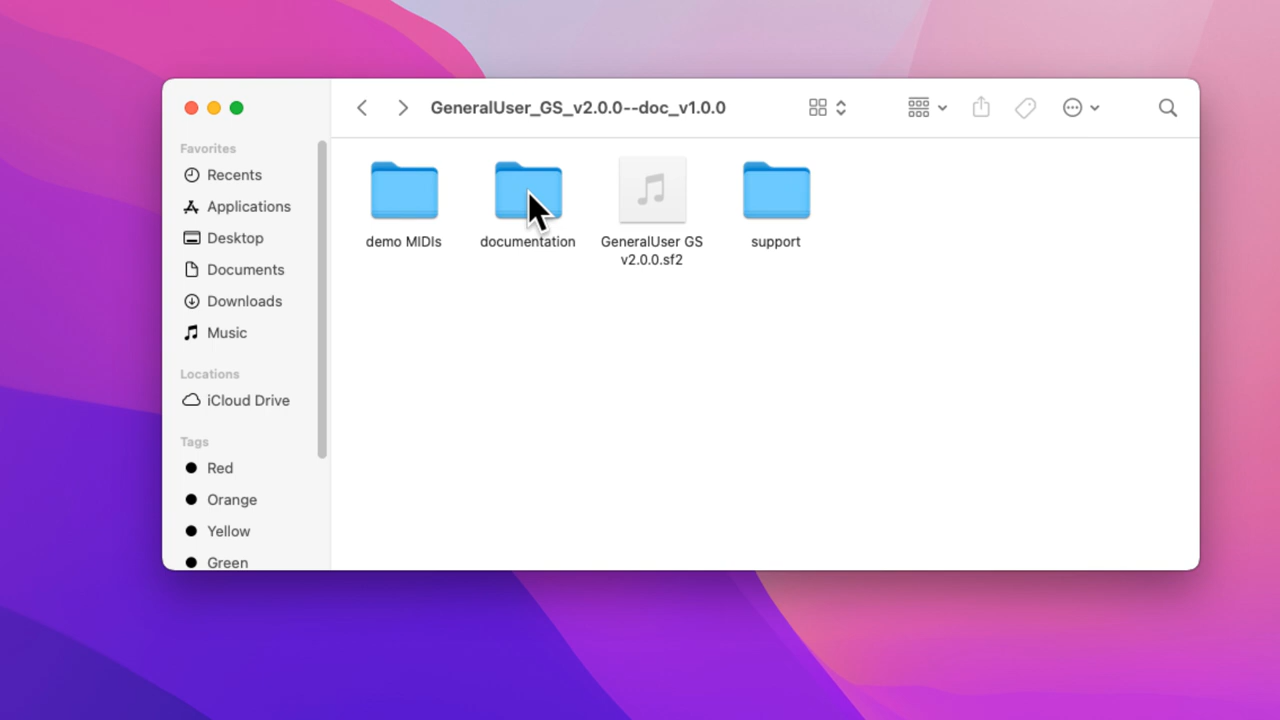 GeneralUser_GS_v2.0.0--doc_v1.0.0
Favorites
Recents
Applications
Desktop
Documents
Downloads
Music
Locations
iCloud Drive
Tags
Red
Orange
Yellow
Green
demo MIDIs
documentation
GeneralUser GS
v2.0.0.sf2
support